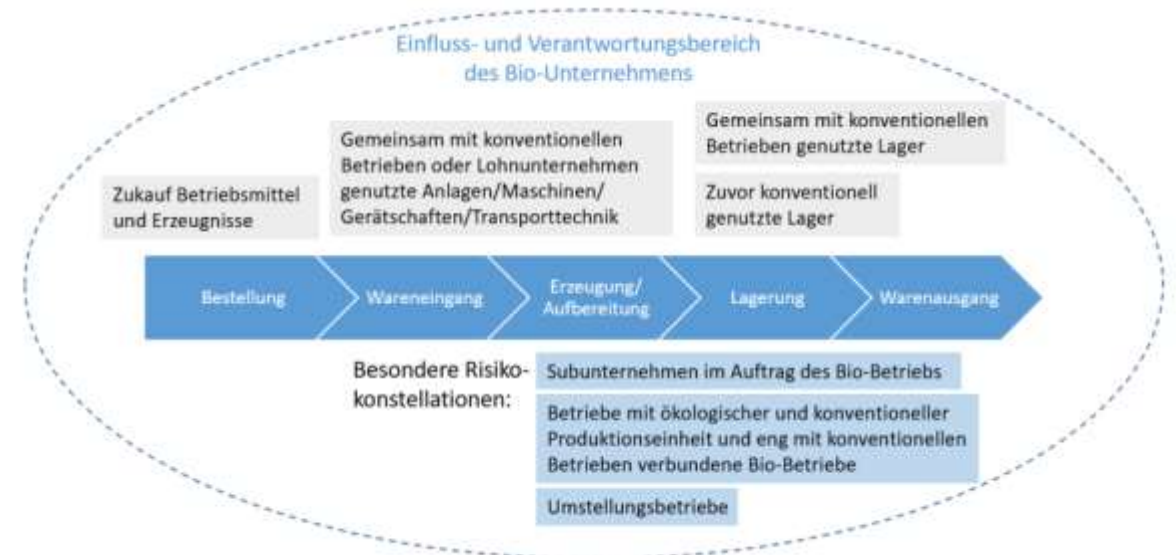 Einfluss- und Verantwortungsbereich
des Bio-Unternehmens
Zukauf Betriebsmittel
und Erzeugnisse
Gemeinsam mit konventionellen
Betrieben oder Lohnunternehmen
genutzte Anlagen/Maschinen/
Gerätschaften/Transporttechnik
Gemeinsam mit konventionellen
Betrieben genutzte Lager
Zuvor konventionell
genutzte Lager
Bestellung
Wareneingang
Erzeugung/
Aufbereitung
Lagerung
Warenausgang
Besondere Risiko-
konstellationen:
Subunternehmen im Auftrag des Bio-Betriebs
Betriebe mit ökologischer und konventioneller
Produktionseinheit und eng mit konventionellen
Betrieben verbundene Bio-Betriebe
Umstellungsbetriebe